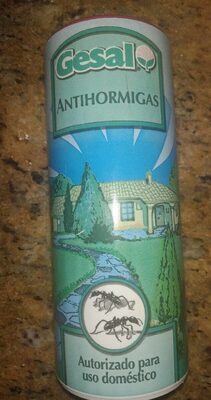 Gesal
ANTIHORMIGAS
Autorizado para
uso doméstico